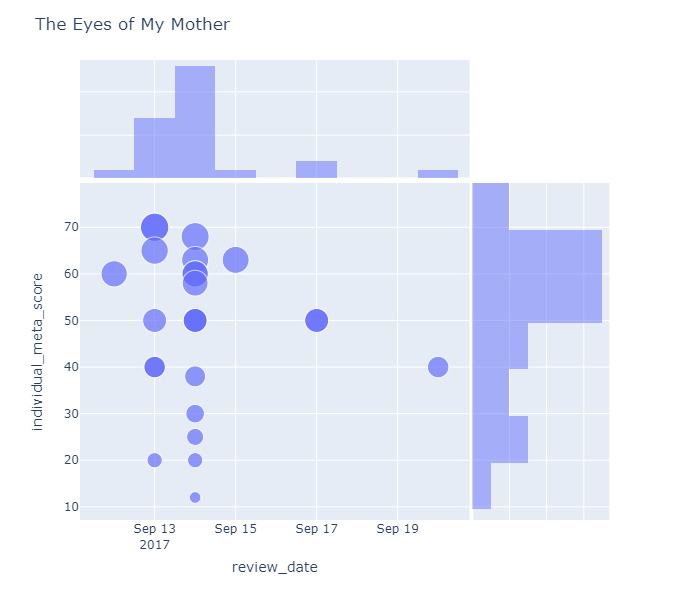 The Eyes of My Mother
individual_meta_score
70
60
50
40
30
20
10
Sep 13
2017
Sep 15
Sep 17
Sep 19
review_date